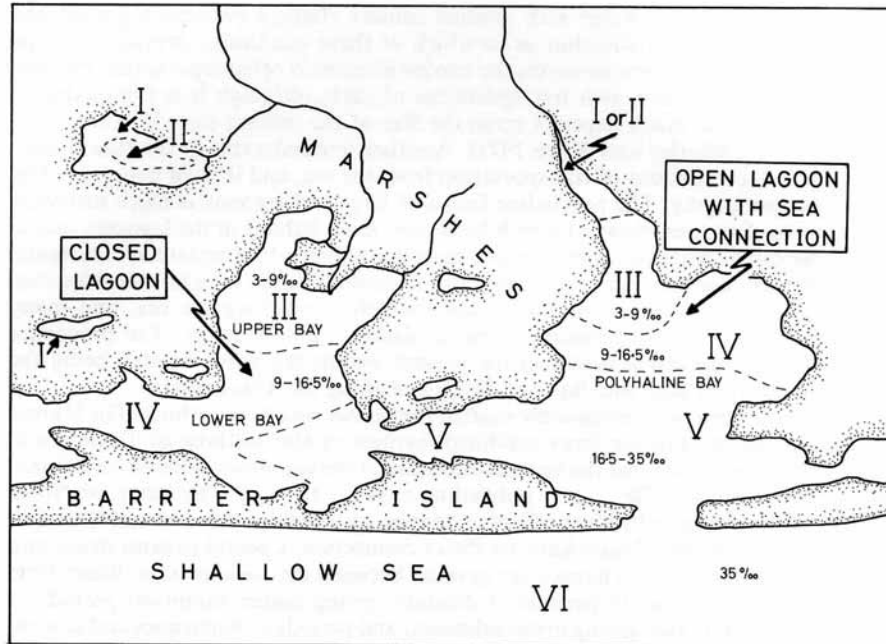 I
II
I or II
M A R S H E S
OPEN LAGOON
WITH SEA
CONNECTION
CLOSED
LAGOON
3-9‰
III
UPPER BAY
III
3-9‰
I
9-16·5‰
9-16·5‰
IV
POLYHALINE BAY
IV
LOWER BAY
V
V
16·5-35‰
BARRIER ISLAND
SHALLOW SEA
35‰
VI